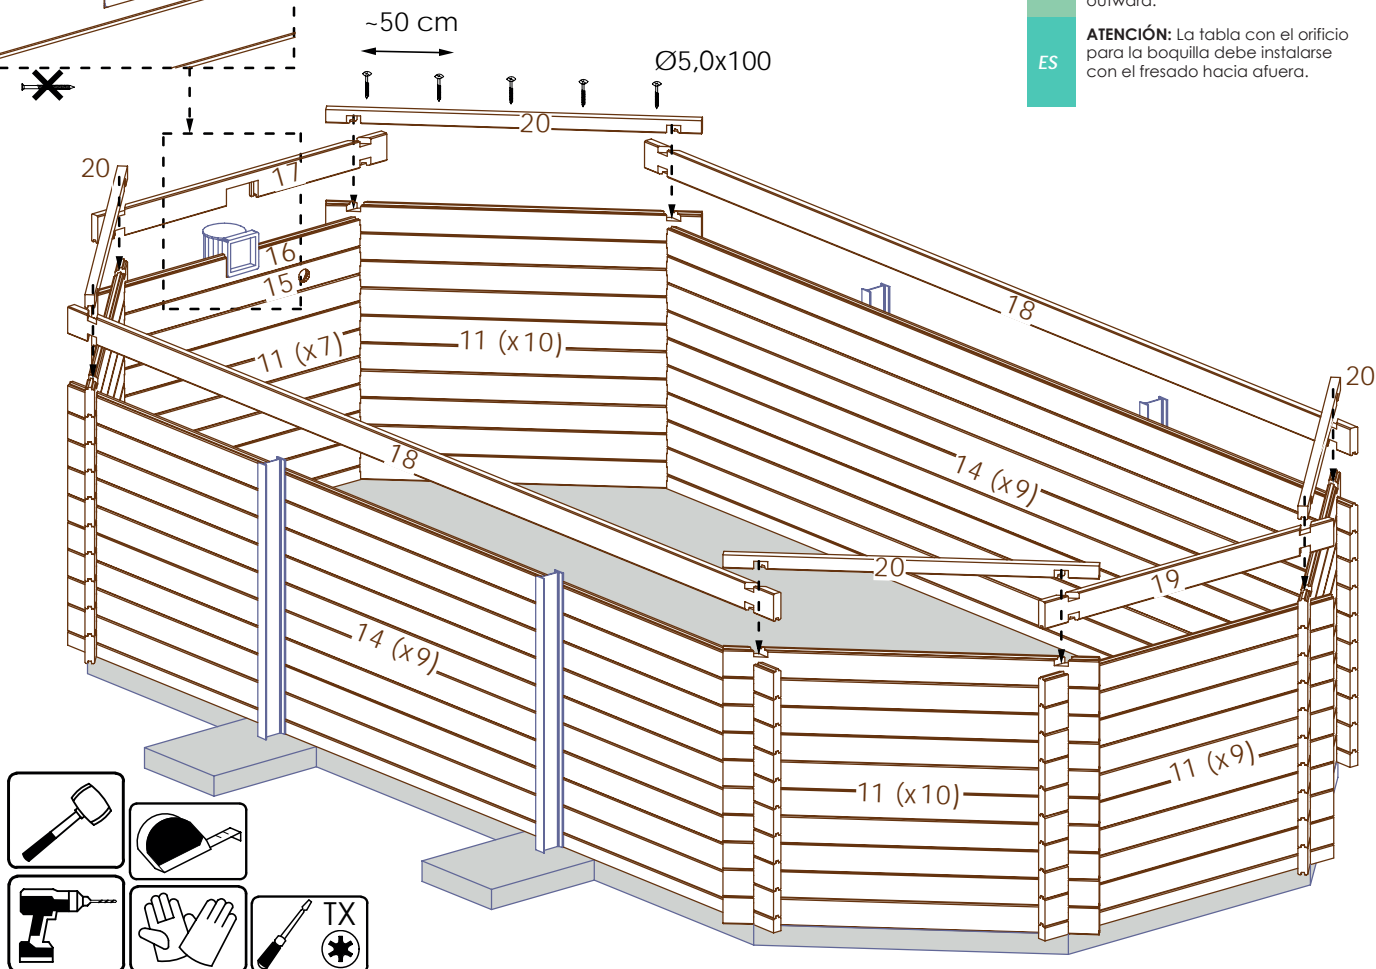 outward.
ES
ATENCIÓN: La tabla con el orificio
para la boquilla debe instalarse
con el fresado hacia afuera.
~50 cm
Ø5,0x100
20
20
17
16
15
11 (x7)
11 (x10)
18
20
18
14 (x9)
20
19
14 (x9)
11 (x9)
11 (x10)
TX